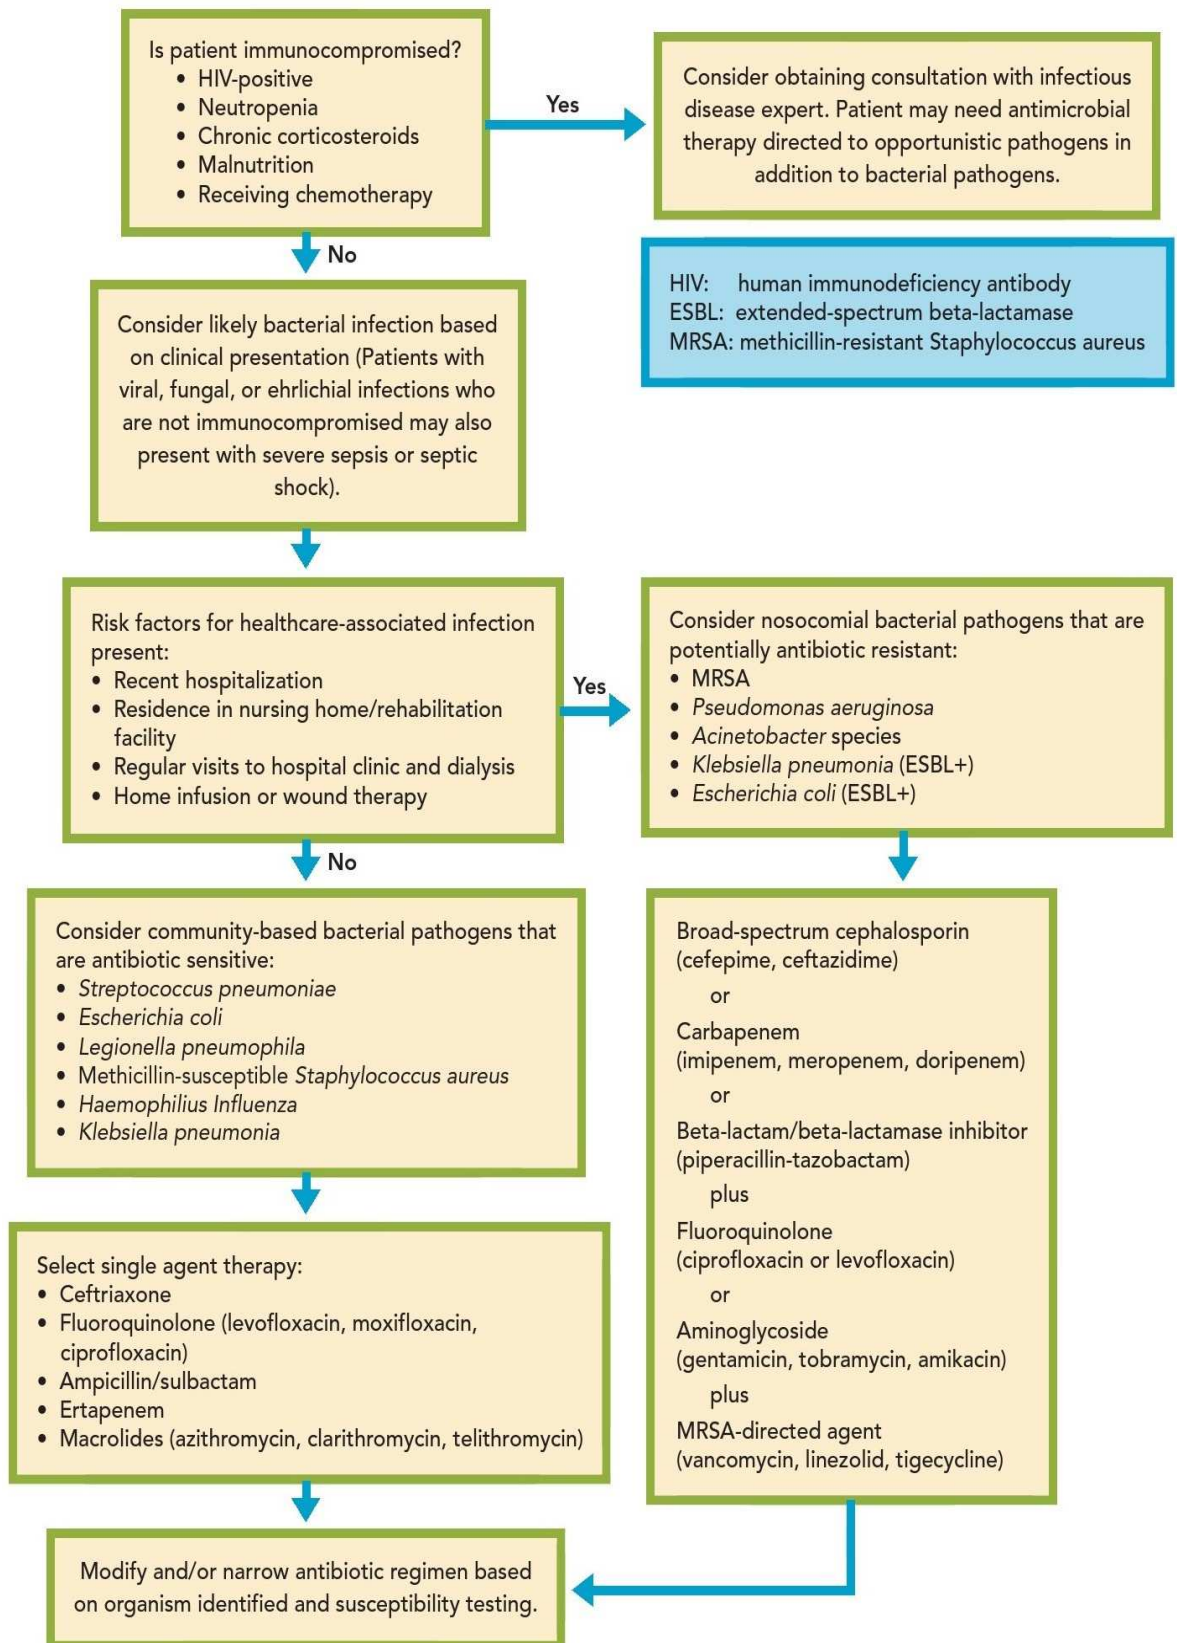 Is patient immunocompromised?
• HIV-positive
• Neutropenia
• Chronic corticosteroids
• Malnutrition
• Receiving chemotherapy
Yes
Consider obtaining consultation with infectious
disease expert. Patient may need antimicrobial
therapy directed to opportunistic pathogens in
addition to bacterial pathogens.
No
HIV: human immunodeficiency antibody
ESBL: extended-spectrum beta-lactamase
MRSA: methicillin-resistant Staphylococcus aureus
Consider likely bacterial infection based
on clinical presentation (Patients with
viral, fungal, or ehrlichial infections who
are not immunocompromised may also
present with severe sepsis or septic
shock).
Risk factors for healthcare-associated infection
present:
• Recent hospitalization
• Residence in nursing home/rehabilitation
facility
• Regular visits to hospital clinic and dialysis
• Home infusion or wound therapy
Yes
Consider nosocomial bacterial pathogens that are
potentially antibiotic resistant:
• MRSA
• Pseudomonas aeruginosa
• Acinetobacter species
• Klebsiella pneumonia (ESBL+)
• Escherichia coli (ESBL+)
No
Consider community-based bacterial pathogens that
are antibiotic sensitive:
• Streptococcus pneumoniae
• Escherichia coli
• Legionella pneumophila
• Methicillin-susceptible Staphylococcus aureus
• Haemophilius Influenza
• Klebsiella pneumonia
Broad-spectrum cephalosporin
(cefepime, ceftazidime)
or
Carbapenem
(imipenem, meropenem, doripenem)
or
Beta-lactam/beta-lactamase inhibitor
(piperacillin-tazobactam)
plus
Fluoroquinolone
(ciprofloxacin or levofloxacin)
or
Aminoglycoside
(gentamicin, tobramycin, amikacin)
plus
MRSA-directed agent
(vancomycin, linezolid, tigecycline)
Select single agent therapy:
• Ceftriaxone
• Fluoroquinolone (levofloxacin, moxifloxacin,
ciprofloxacin)
• Ampicillin/sulbactam
• Ertapenem
• Macrolides (azithromycin, clarithromycin, telithromycin)
Modify and/or narrow antibiotic regimen based
on organism identified and susceptibility testing.